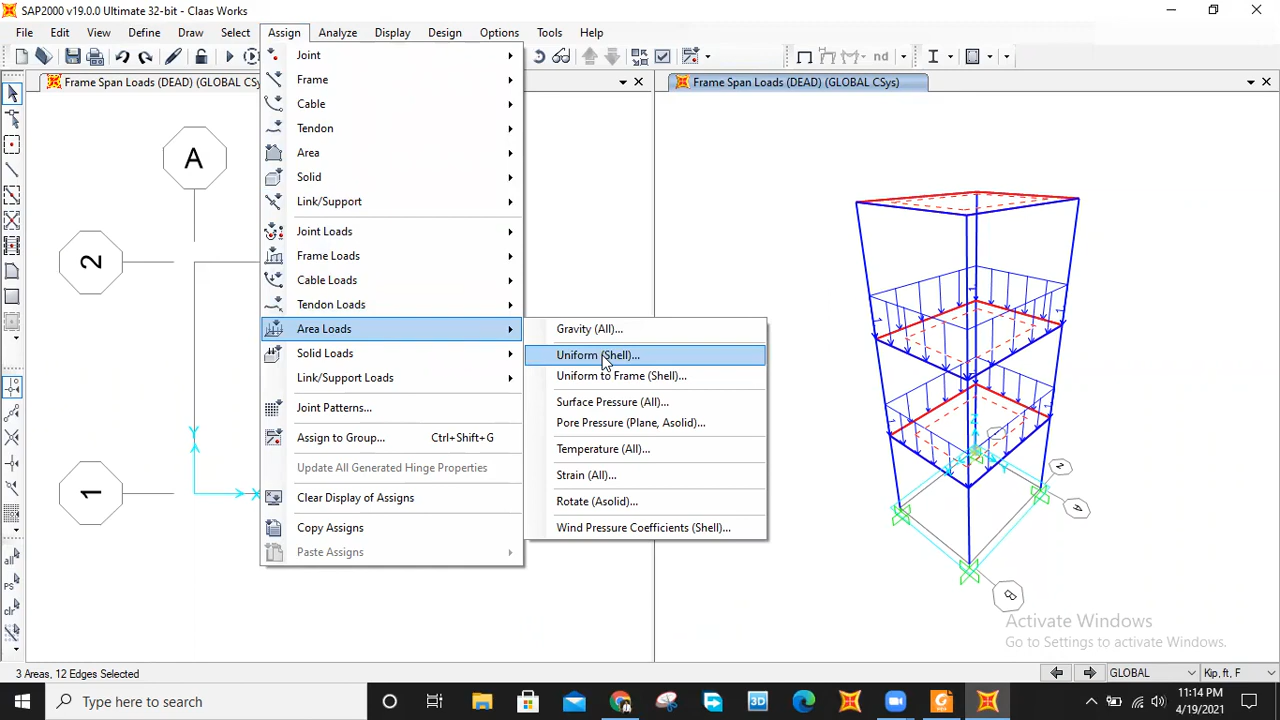 SAP2000 v19.0.0 Ultimate 32-bit - Claas Works
File Edit View Define Draw Select Assign Analyze Display Design Options Tools Help
nd
Frame Span Loads (DEAD) (GLOBAL CSy
Frame Span Loads (DEAD) (GLOBAL CSys)
Joint
Frame
Cable
Tendon
Area
Solid
Link/Support
Joint Loads
Frame Loads
Cable Loads
Tendon Loads
Area Loads
Solid Loads
Link/Support Loads
Joint Patterns...
Assign to Group... Ctrl+Shift+G
Update All Generated Hinge Properties
Clear Display of Assigns
Copy Assigns
Paste Assigns
Gravity (All)...
Uniform (Shell)...
Uniform to Frame (Shell)...
Surface Pressure (All)...
Pore Pressure (Plane, Asolid)...
Temperature (All)...
Strain (All)...
Rotate (Asolid)...
Wind Pressure Coefficients (Shell)...
A
2
1
all
PS
clr
A
B
Activate Windows
Go to Settings to activate Windows.
3 Areas, 12 Edges Selected
GLOBAL
Kip, ft, F
Type here to search
3D
11:14 PM
4/19/2021